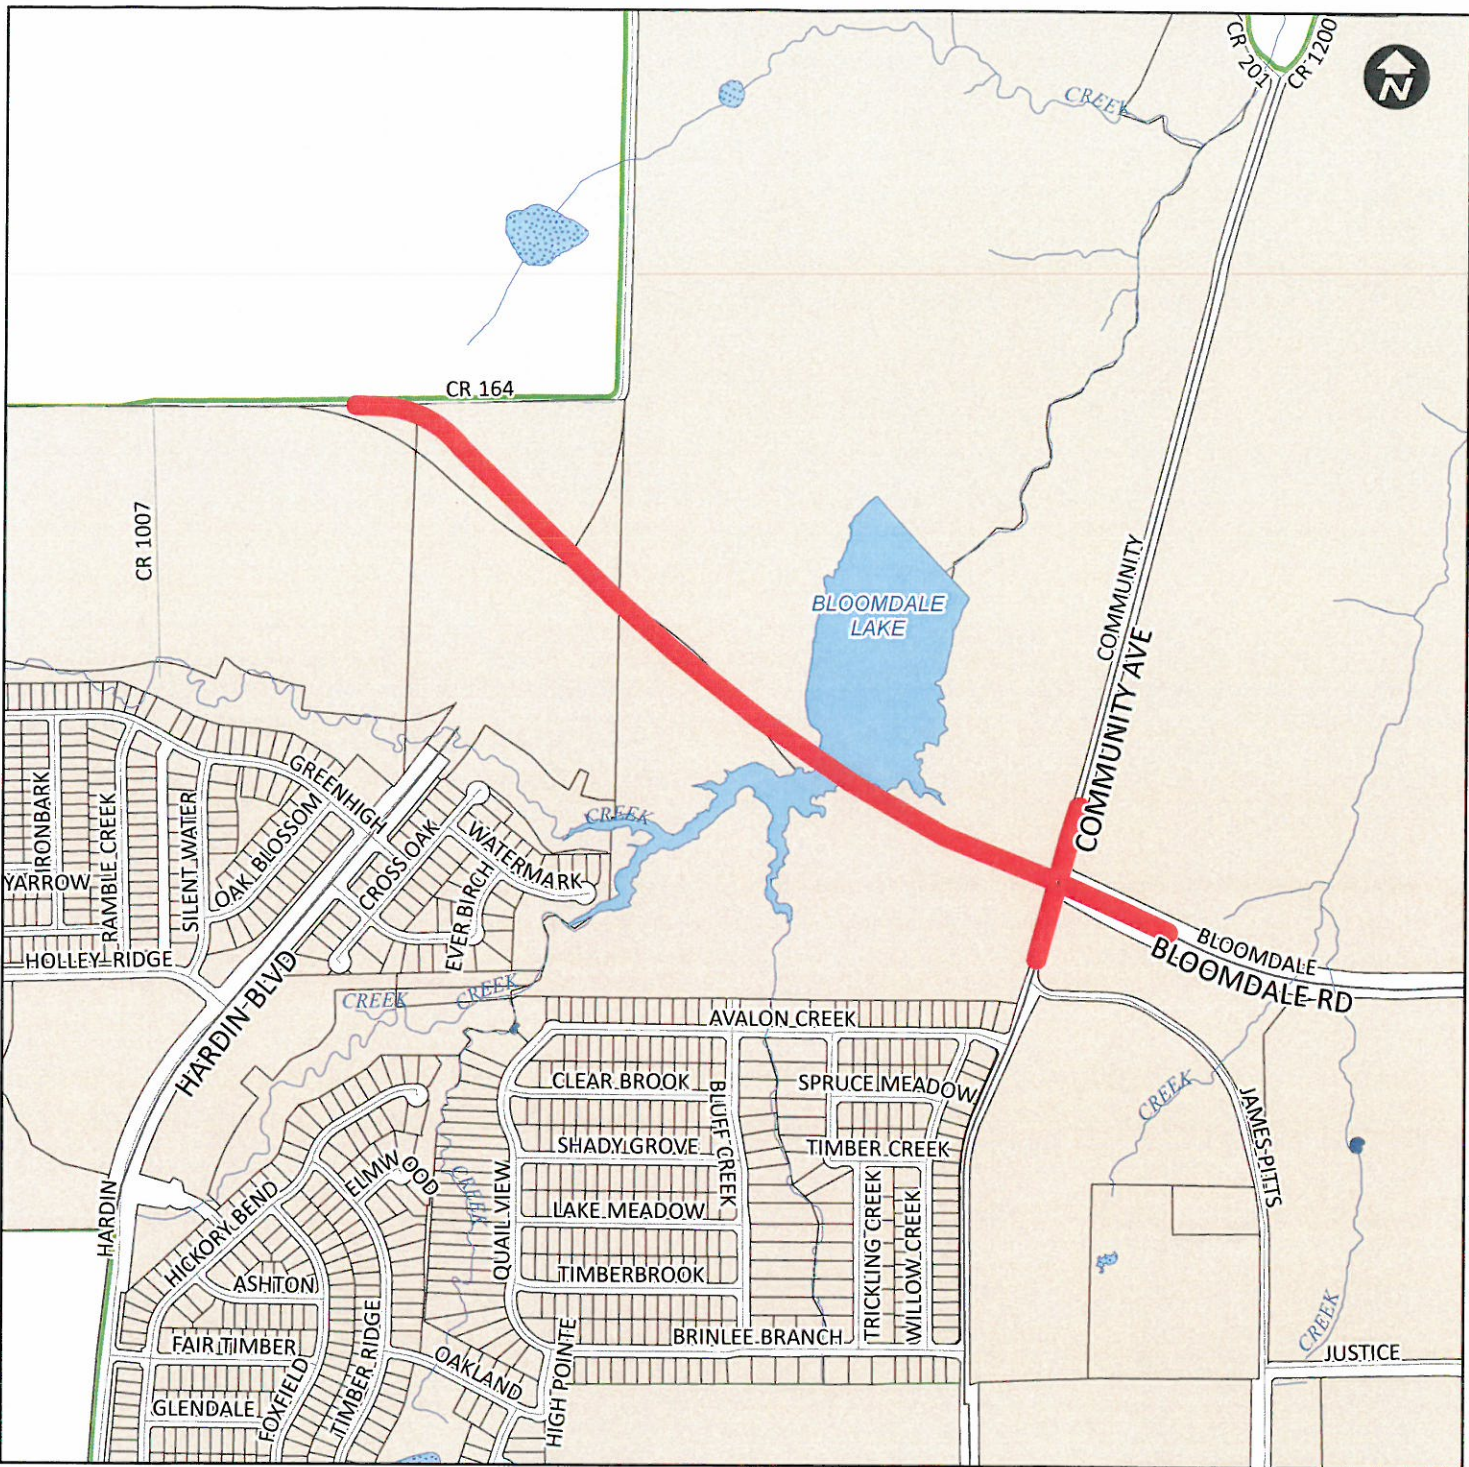 CR 201
CR 1200
N
CREEK
CR 164
CR 1007
BLOOMDALE
LAKE
COMMUNITY
COMMUNITY AVE
GREENHIGH
IRONBARK
RAMBLE CREEK
SILENT WATER
OAK BLOSSOM
CROSS OAK
WATERMARK
CREEK
YARROW
EVER BIRCH
HOLLEY RIDGE
HARDIN BLVD
BLOOMDALE
BLOOMDALE RD
CREEK
CREEK
AVALON CREEK
CLEAR BROOK
BLUFF CREEK
SPRUCE MEADOW
CREEK
JAMES PITTS
SHADY GROVE
TIMBER CREEK
ELMWOOD
CREEK
QUAIL VIEW
LAKE MEADOW
TRICKLING CREEK
WILLOW CREEK
HARDIN
HICKORY BEND
ASHTON
TIMBERBROOK
FAIR TIMBER
TIMBER RIDGE
BRINLEE BRANCH
CREEK
OAKLAND
HIGH POINTE
JUSTICE
GLENDALE
FOXFIELD